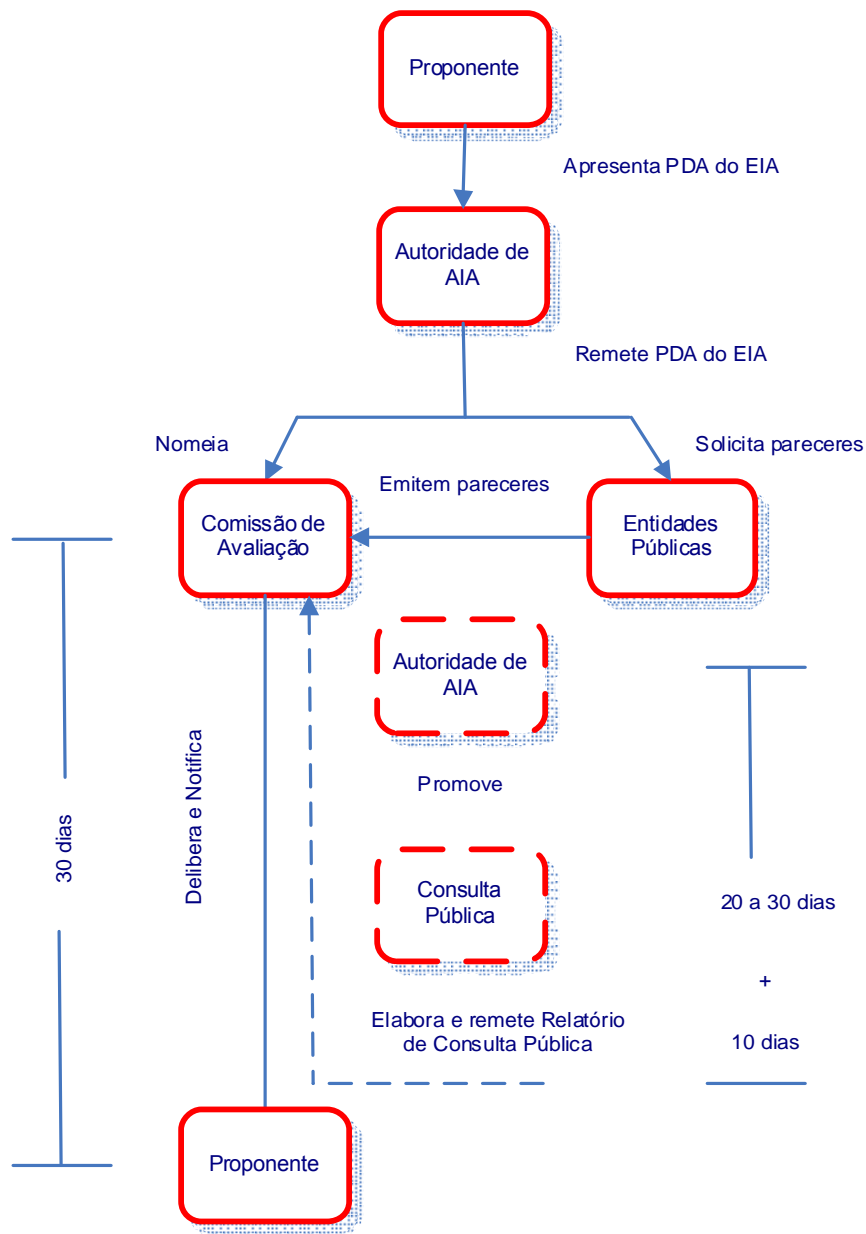 Proponente
Apresenta PDA do EIA
Autoridade de
AIA
Remete PDA do EIA
Nomeia
Solicita pareceres
Emitem pareceres
Comissão de
Avaliação
Entidades
Públicas
Autoridade de
AIA
Promove
30 dias
Delibera e Notifica
Consulta
Pública
20 a 30 dias
+
10 dias
Elabora e remete Relatório
de Consulta Pública
Proponente